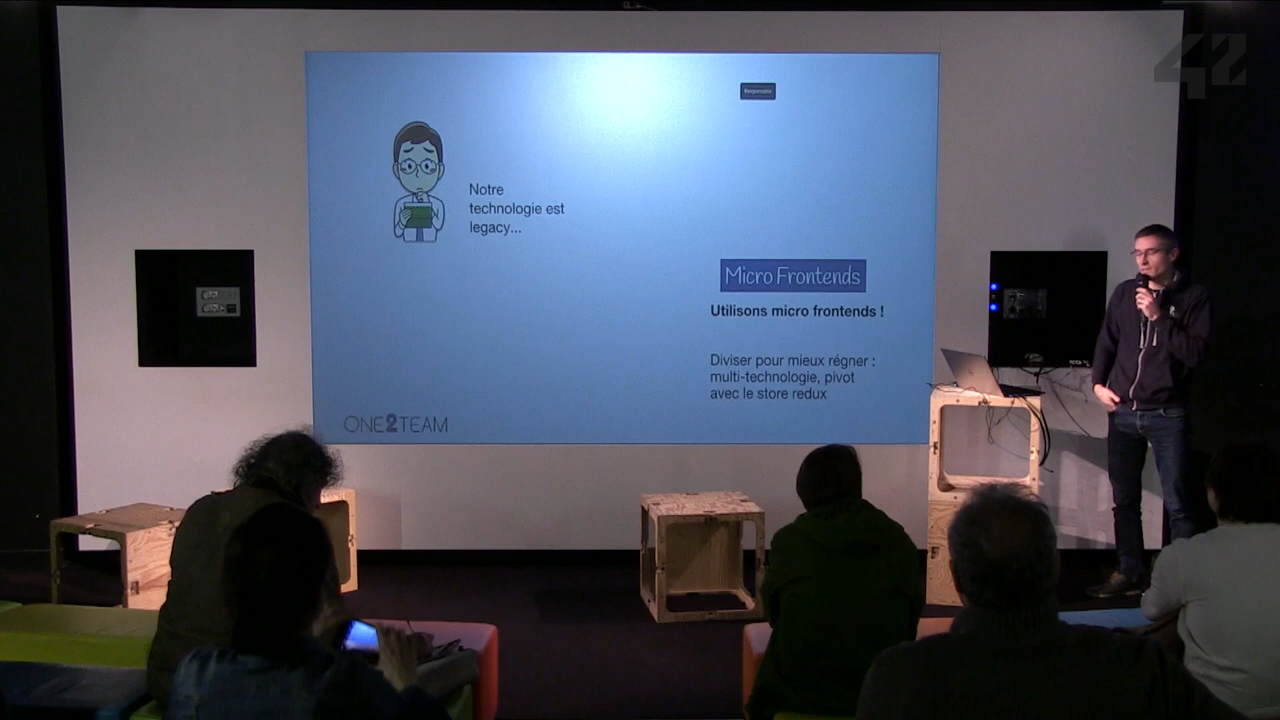 42
Notre
technologie est
legacy...
Micro Frontends
Utilisons micro frontends !
Diviser pour mieux régner :
multi-technologie, pivot
avec le store redux
ONE2TEAM